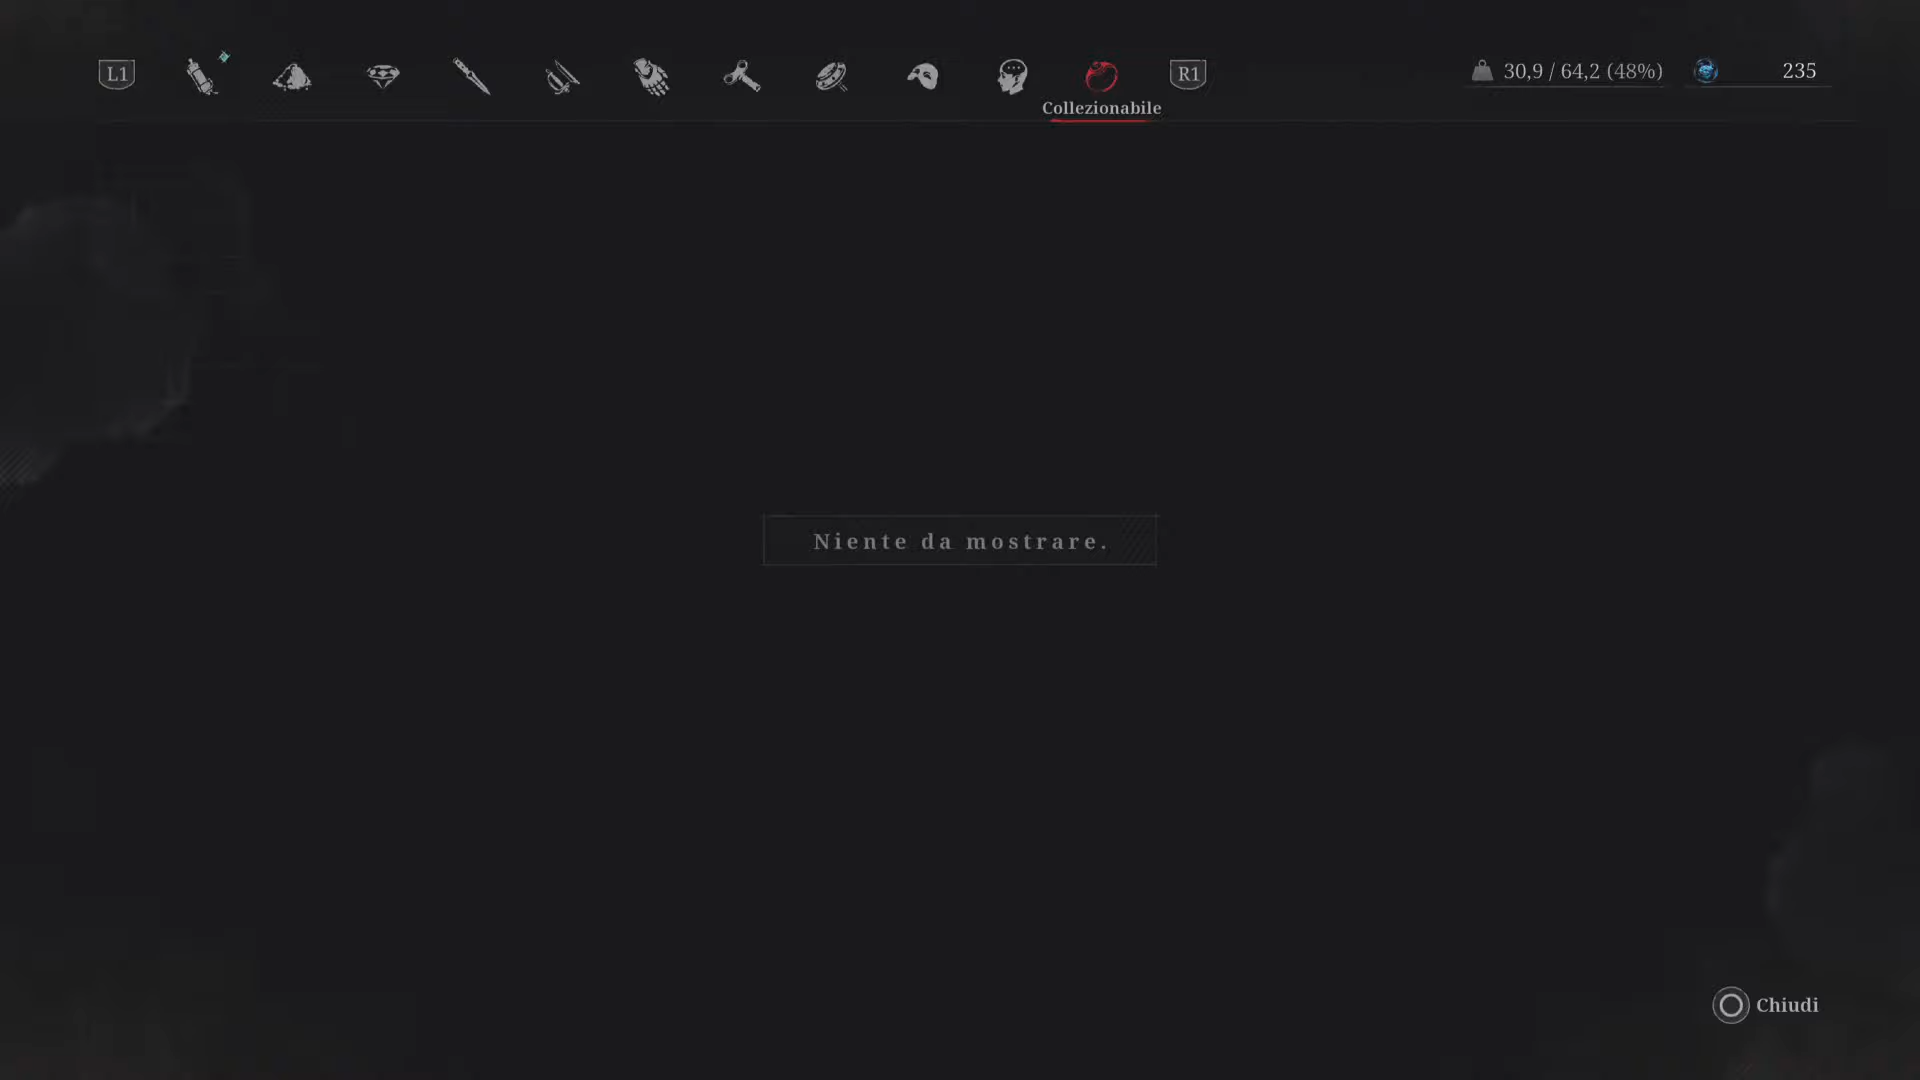 L1
R1
30,9 / 64,2 (48%)
235
Collezionabile
Niente da mostrare.
Chiudi